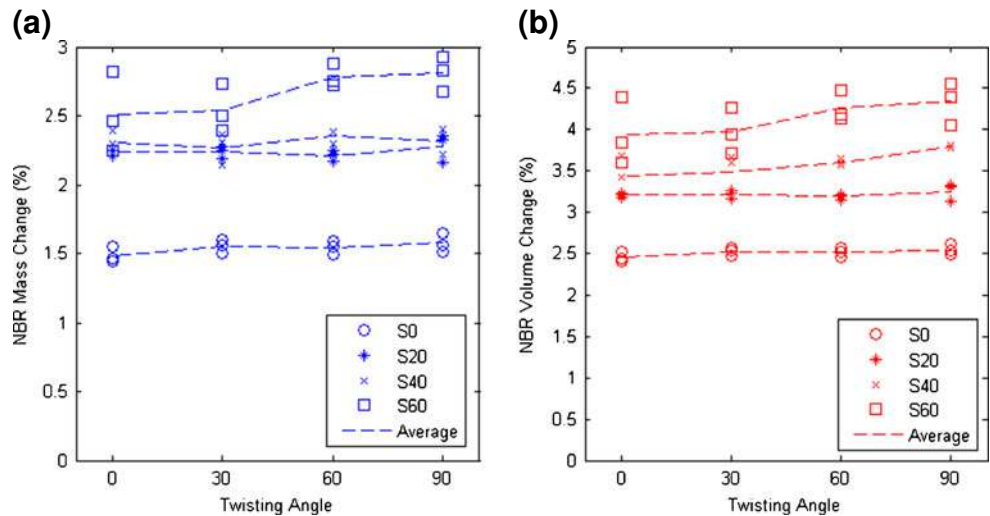 (a)
3
2.5
2
1.5
1
0.5
0
NBR Mass Change (%)
0 30 60 90
Twisting Angle
S0
S20
S40
S60
Average
(b)
5
4.5
4
3.5
3
2.5
2
1.5
1
0.5
0
NBR Volume Change (%)
0 30 60 90
Twisting Angle
S0
S20
S40
S60
Average